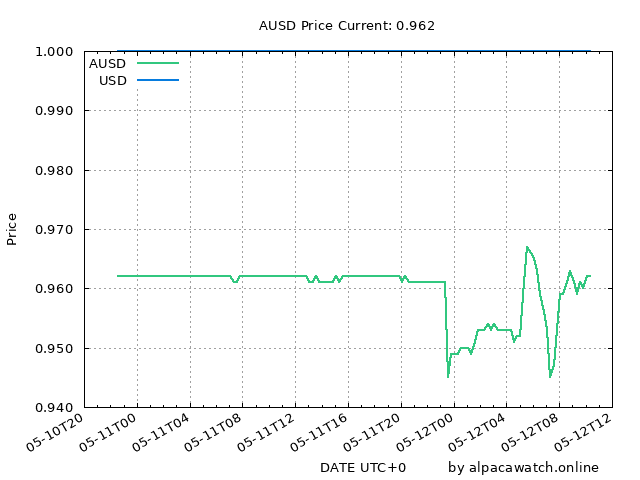 AUSD Price Current: 0.962
1.000
AUSD
USD
0.990
0.980
0.970
Price
0.960
0.950
0.940
05-10T20
05-11T00
05-11T04
05-11T08
05-11T12
05-11T16
05-11T20
05-12T00
05-12T04
05-12T08
05-12T12
DATE UTC+0
by alpacawatch.online